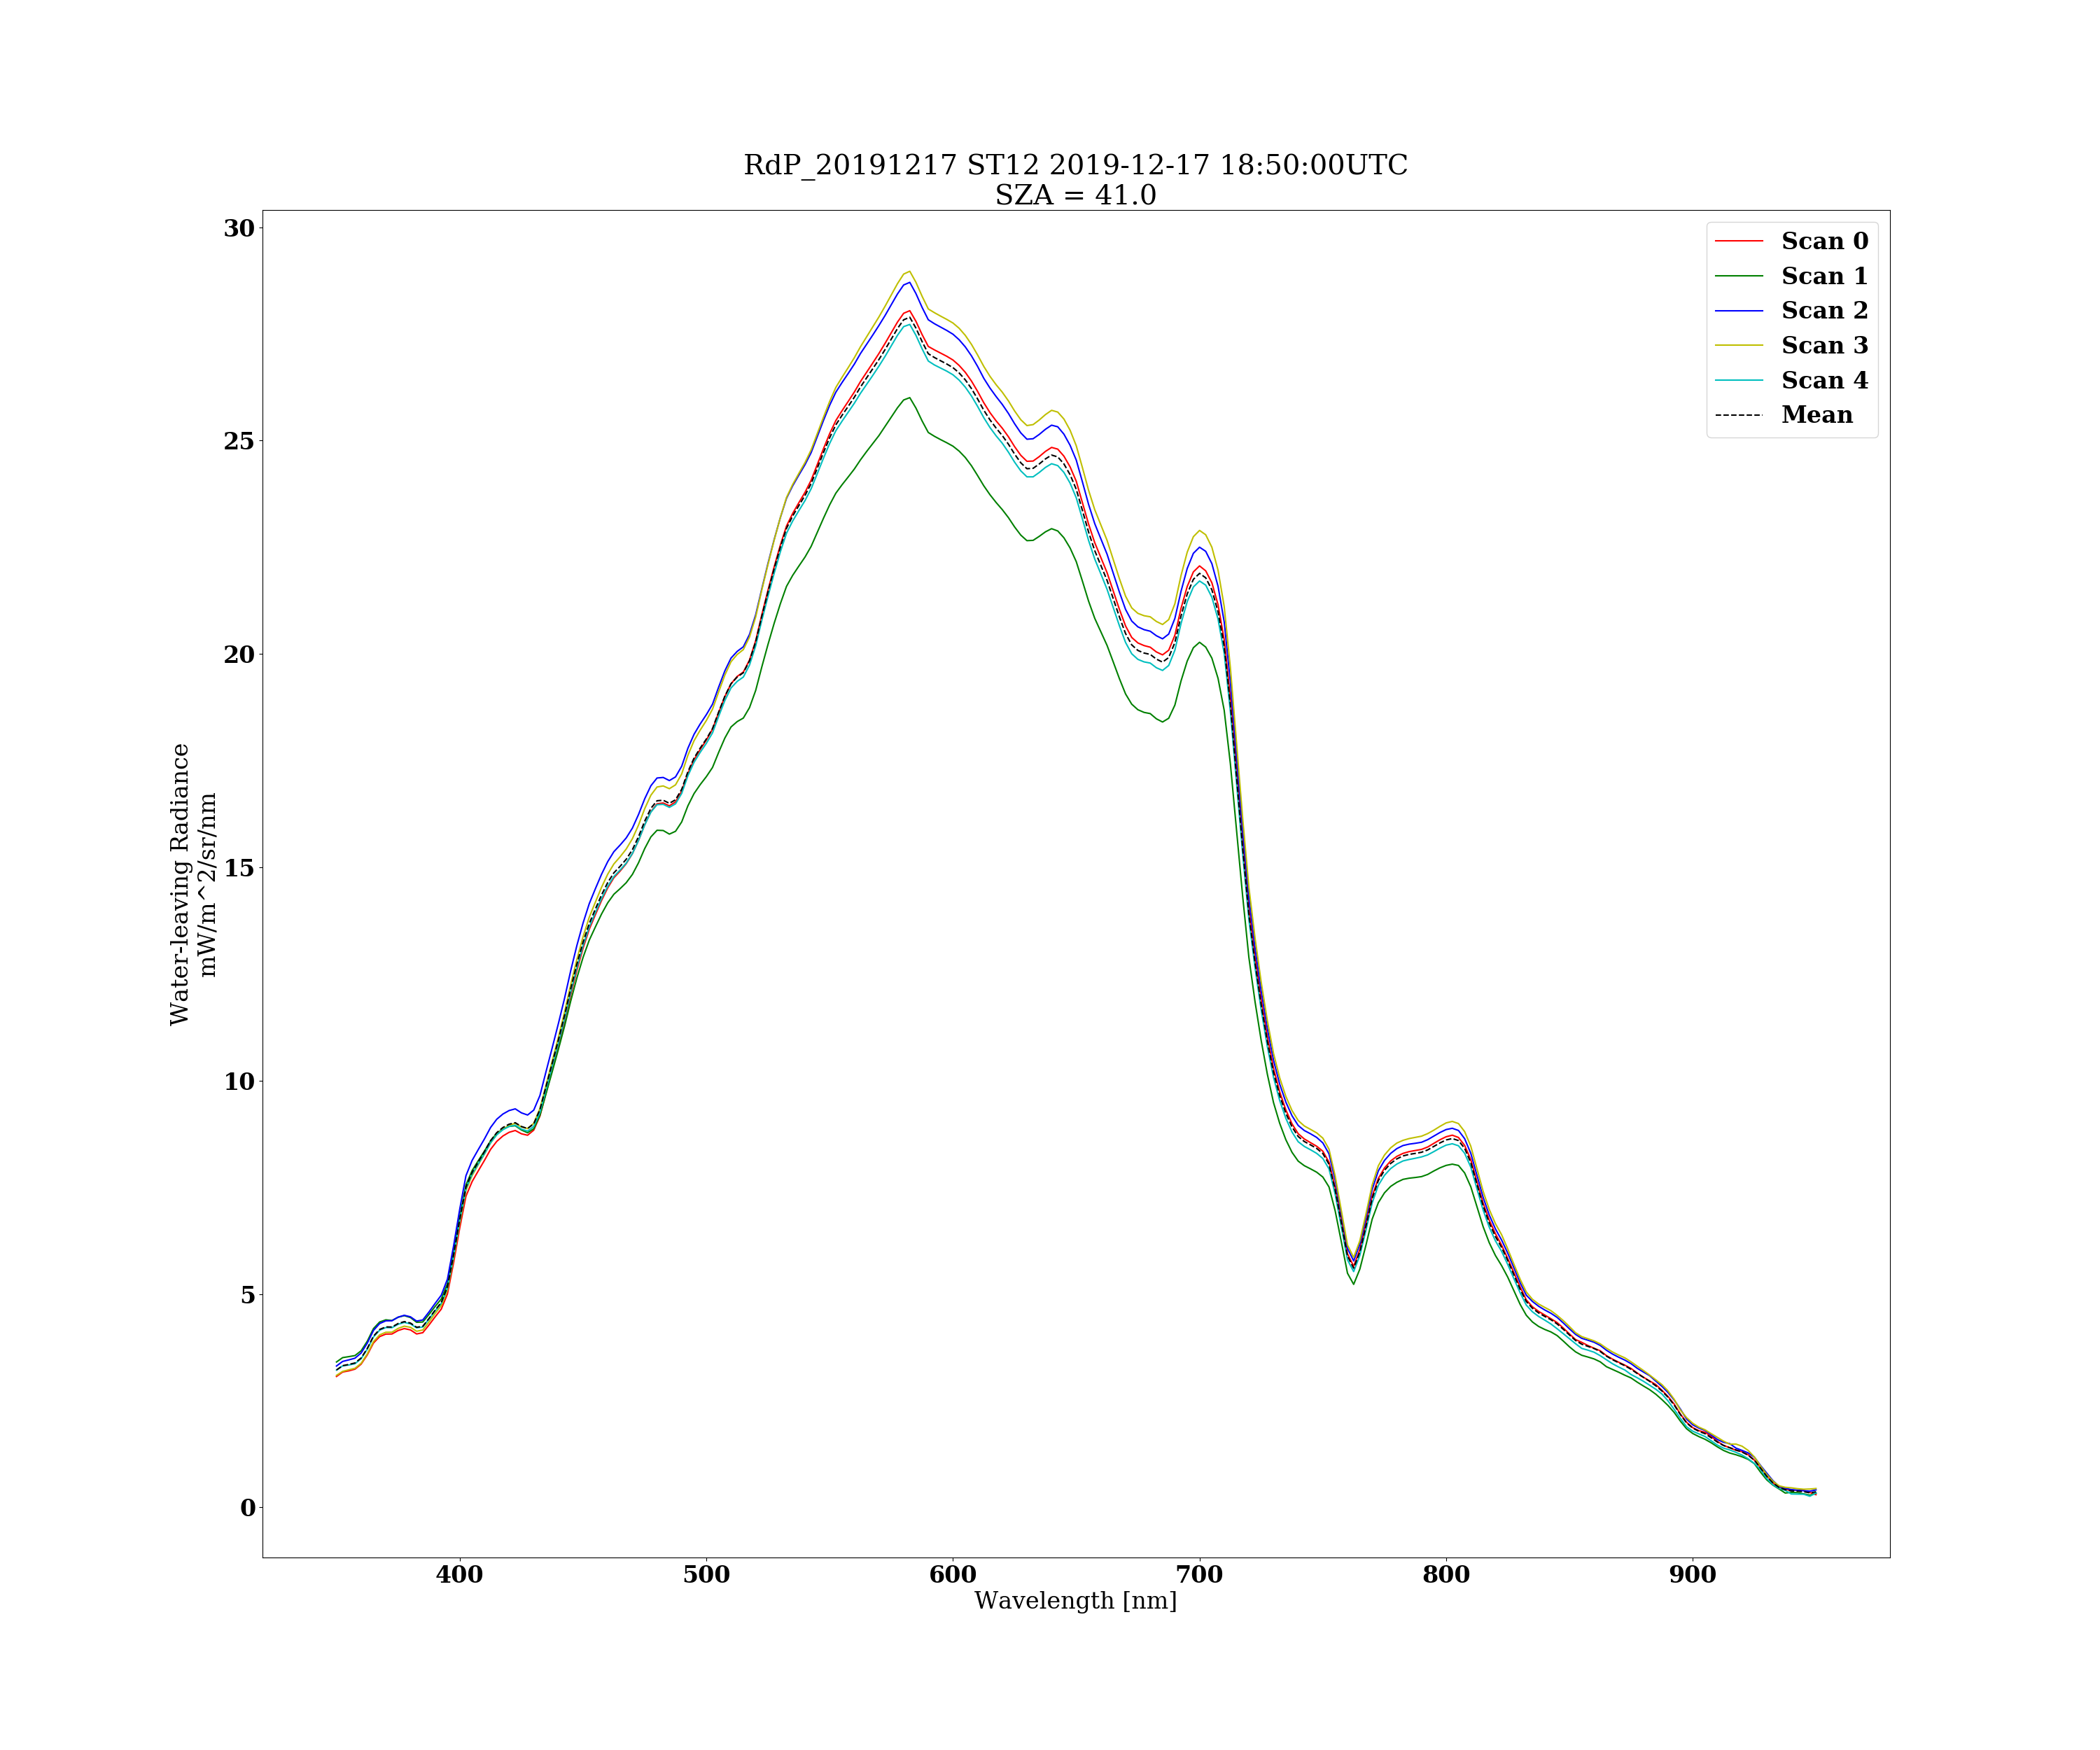 RdP_20191217 ST12 2019-12-17 18:50:00UTC
SZA = 41.0
Water-leaving Radiance
mW/m^2/sr/nm
30
25
20
15
10
5
0
Scan 0
Scan 1
Scan 2
Scan 3
Scan 4
Mean
400 500 600 700 800 900
Wavelength [nm]